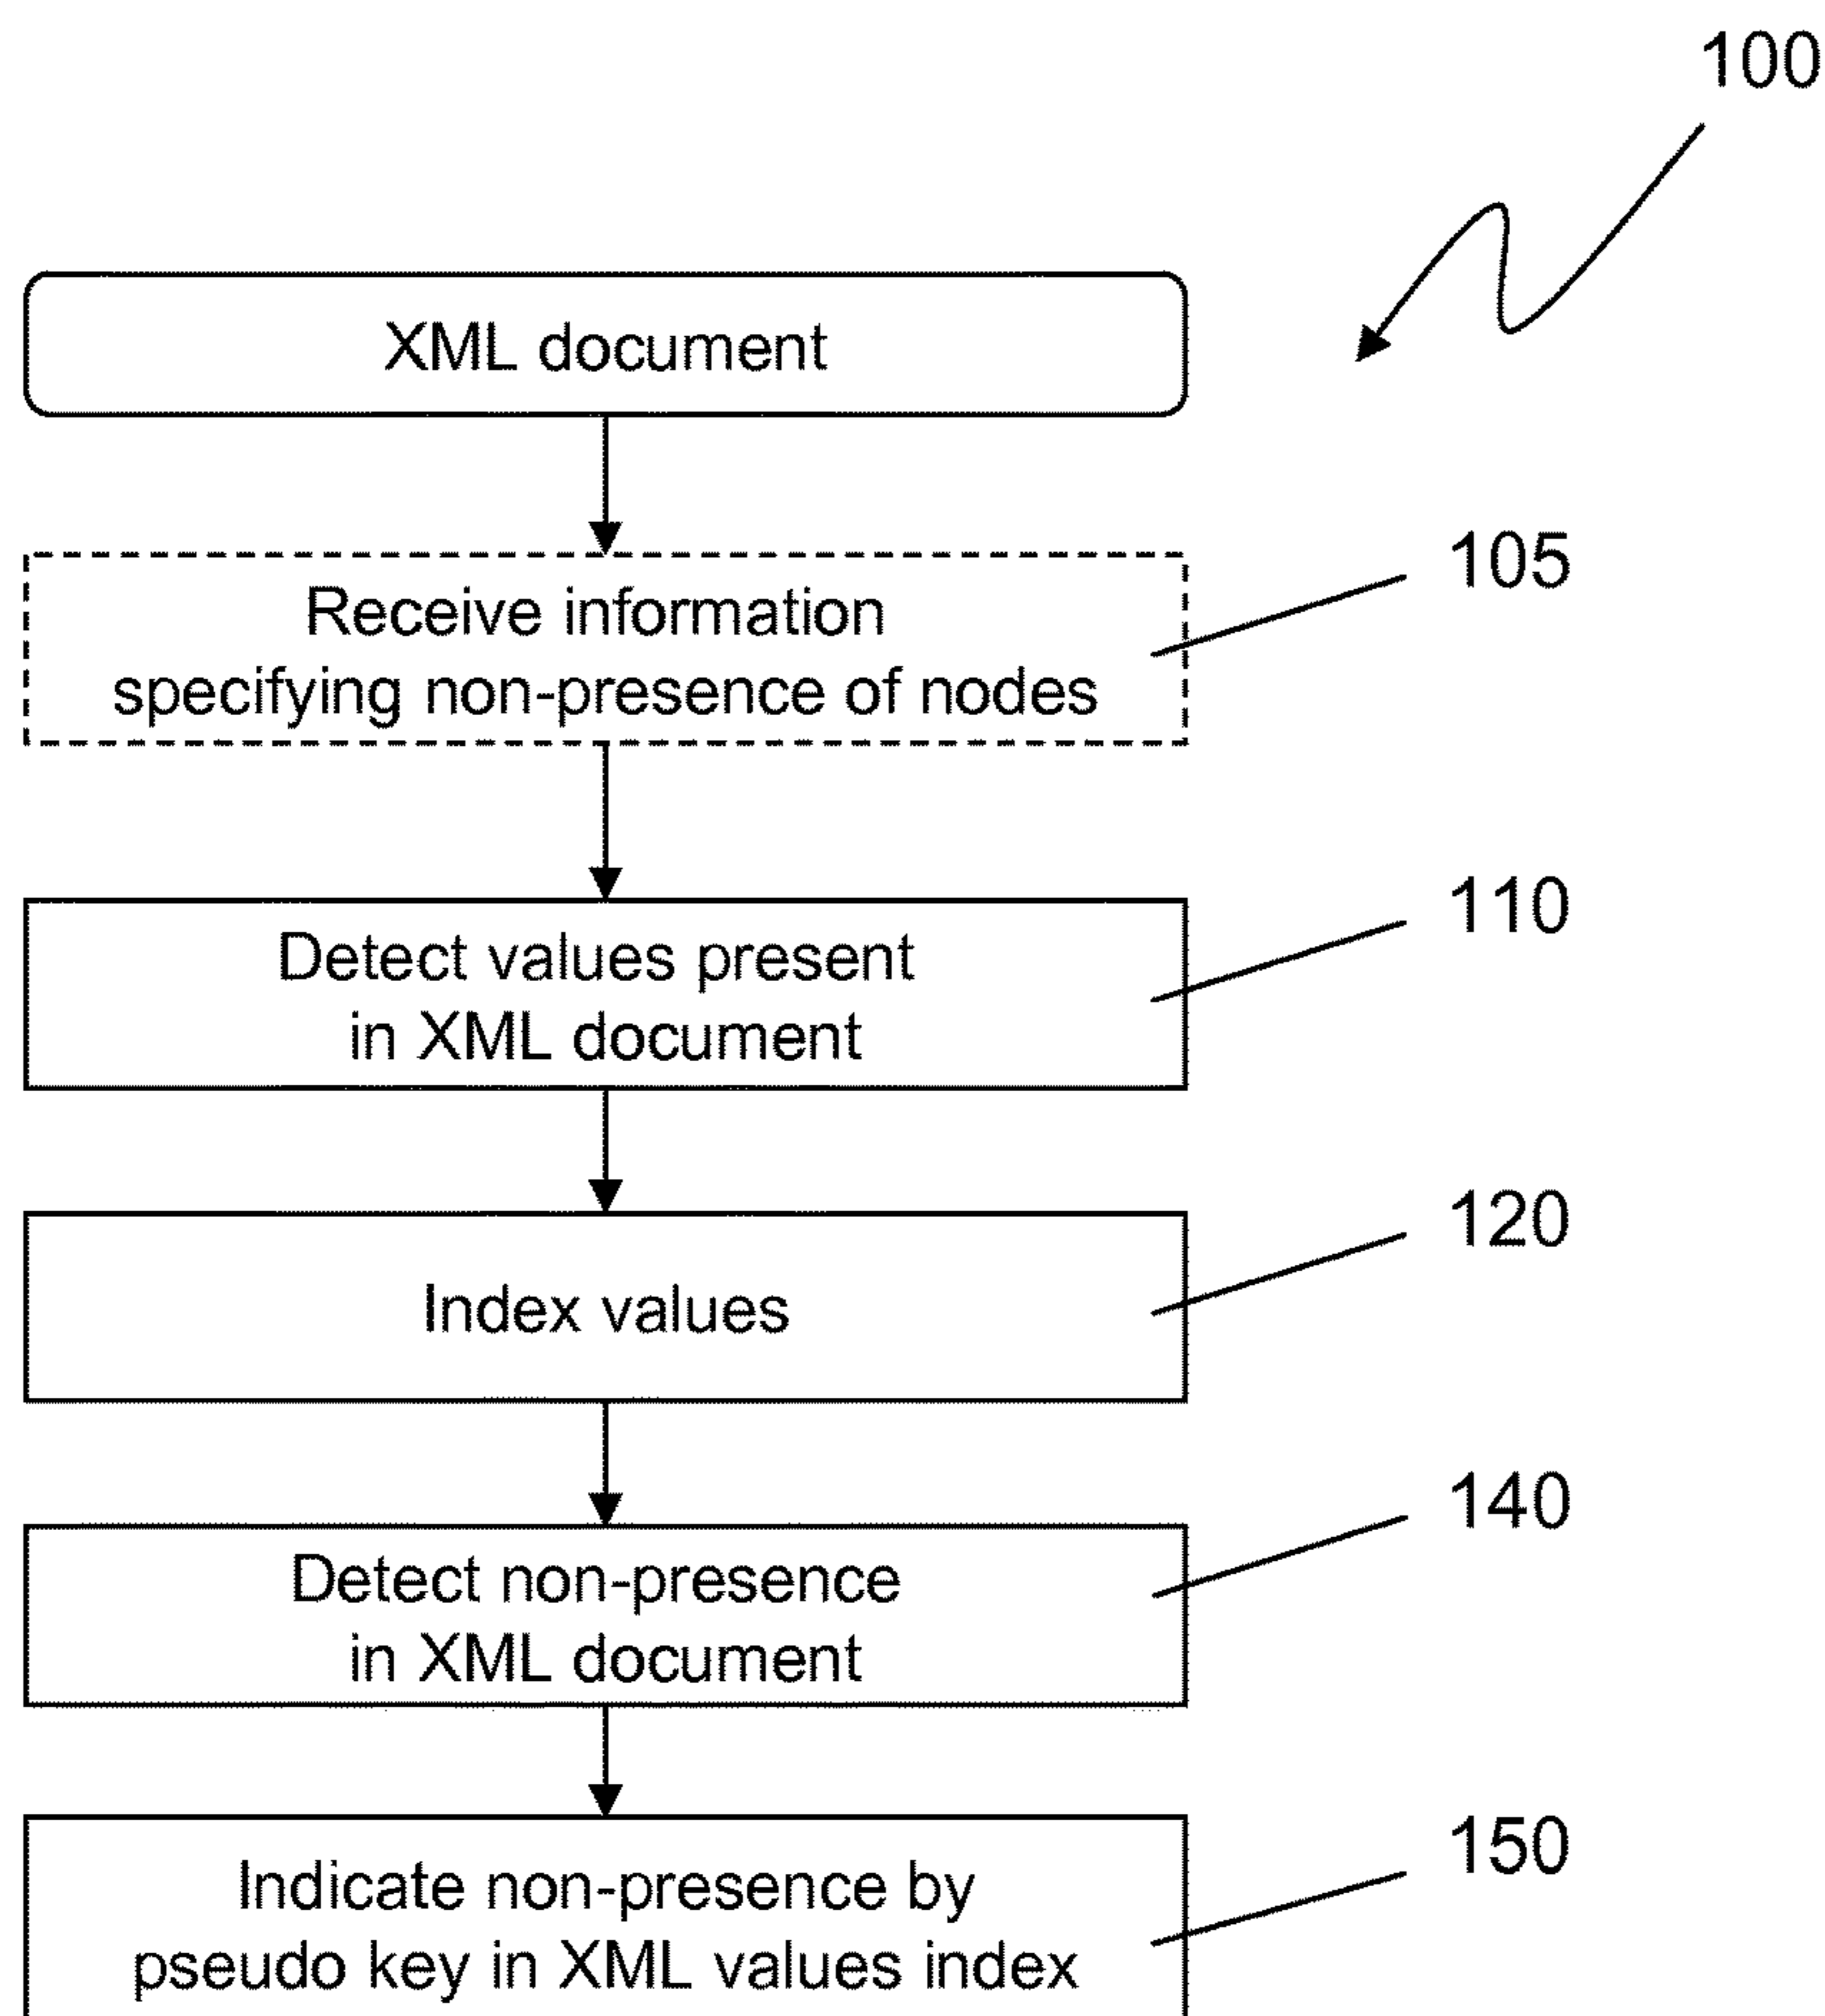 100
XML document
Receive information
specifying non-presence of nodes
105
Detect values present
in XML document
110
Index values
120
Detect non-presence
in XML document
140
Indicate non-presence by
pseudo key in XML values index
150